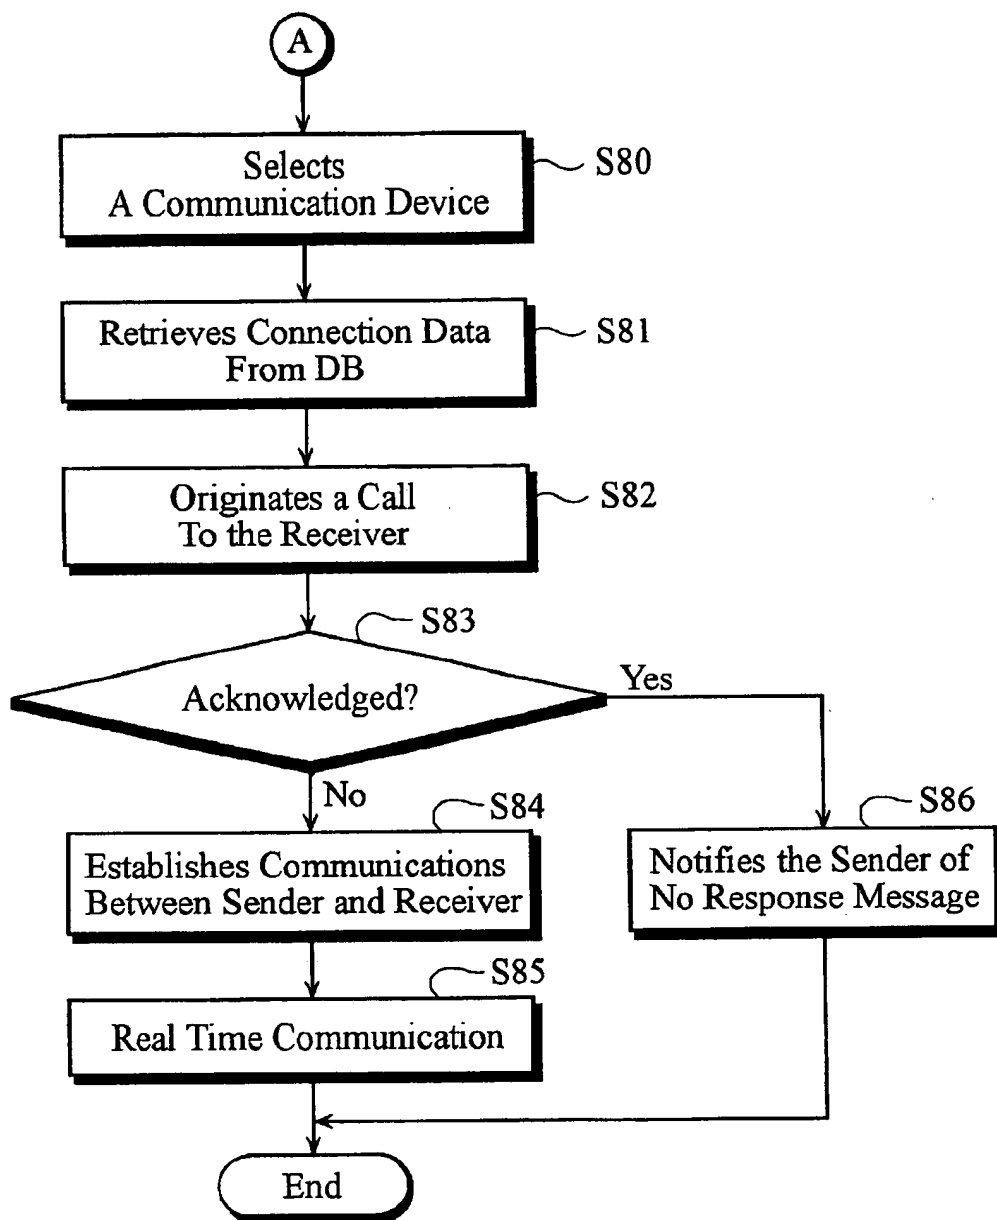 A
Selects
A Communication Device
S80
Retrieves Connection Data
From DB
S81
Originates a Call
To the Receiver
S82
S83
Acknowledged?
Yes
No
S84
Establishes Communications
Between Sender and Receiver
S86
Notifies the Sender of
No Response Message
S85
Real Time Communication
End